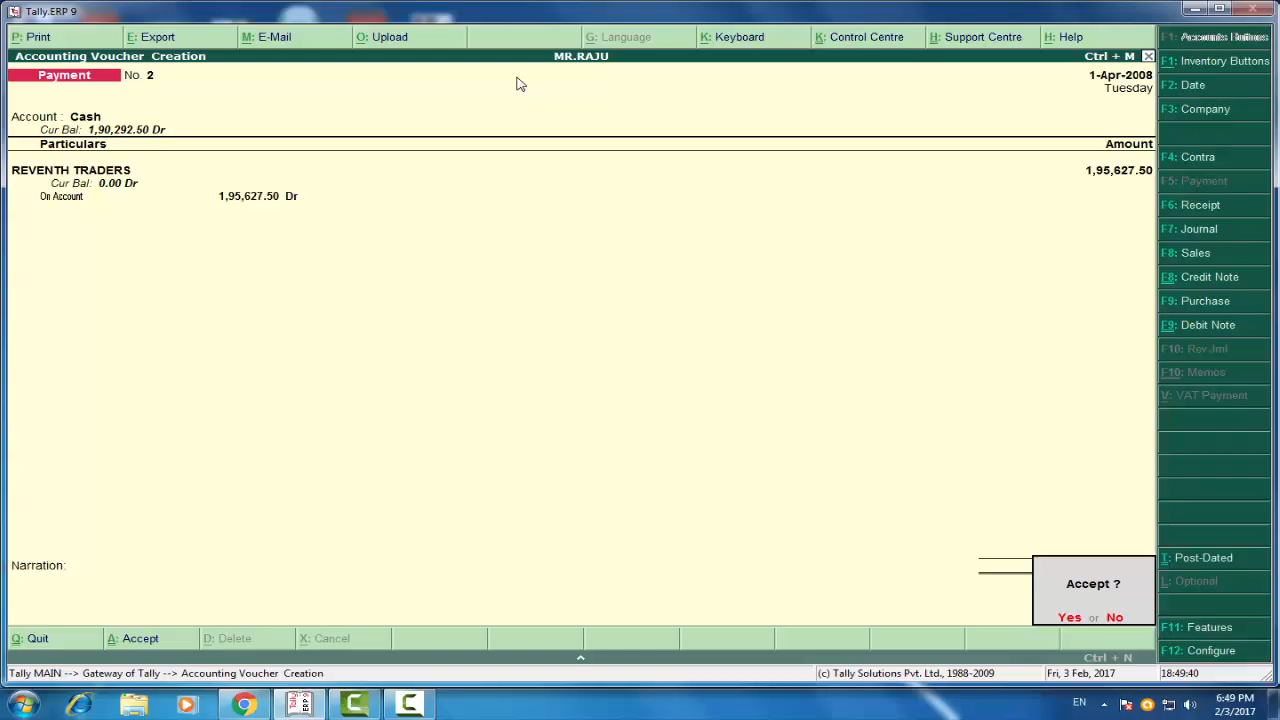 Tally.ERP 9
P: Print E: Export M: E-Mail O: Upload G: Language K: Keyboard K: Control Centre H: Support Centre H: Help
Accounting Voucher Creation MR.RAJU Ctrl + M
Payment No. 2 1-Apr-2008
Tuesday
Account : Cash
Cur Bal: 1,90,292.50 Dr
Particulars Amount
REVENTH TRADERS 1,95,627.50
Cur Bal: 0.00 Dr
On Account 1,95,627.50 Dr
Narration:
Accept ?
Yes or No
F1: Inventory Buttons
F2: Date
F3: Company
F4: Contra
F5: Payment
F6: Receipt
F7: Journal
F8: Sales
F8: Credit Note
F9: Purchase
F9: Debit Note
F10: Rev Jrnl
F10: Memos
V: VAT Payment
T: Post-Dated
L: Optional
F11: Features
F12: Configure
Q: Quit A: Accept D: Delete X: Cancel
Ctrl + N
Tally MAIN --> Gateway of Tally --> Accounting Voucher Creation (c) Tally Solutions Pvt. Ltd., 1988-2009 Fri, 3 Feb, 2017 18:49:40
EN 6:49 PM
2/3/2017